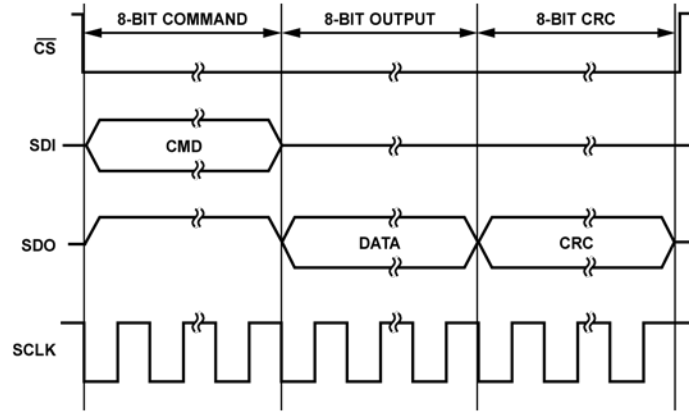 8-BIT COMMAND 8-BIT OUTPUT 8-BIT CRC
CS
SDI CMD
SDO DATA CRC
SCLK